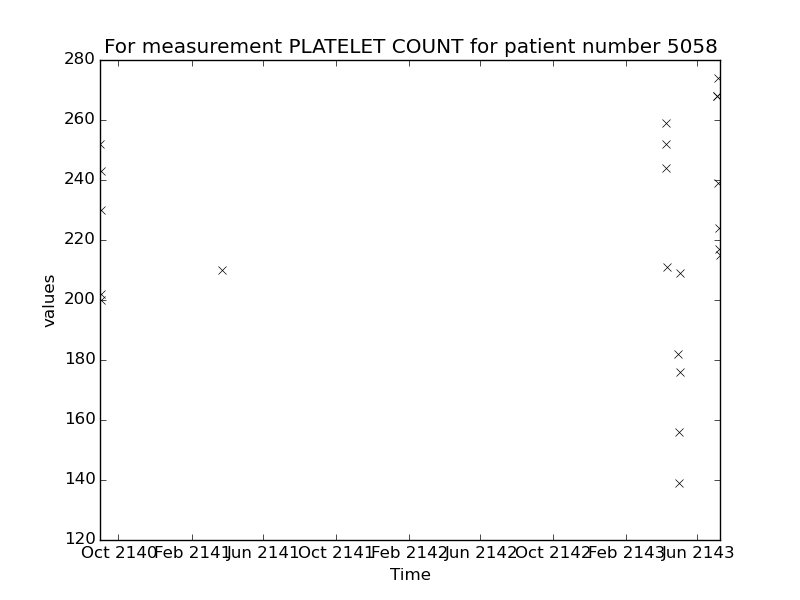 For measurement PLATELET COUNT for patient number 5058
280
260
240
220
200
180
160
140
120
values
Oct 2140 Feb 2141 Jun 2141 Oct 2141 Feb 2142 Jun 2142 Oct 2142 Feb 2143 Jun 2143
Time